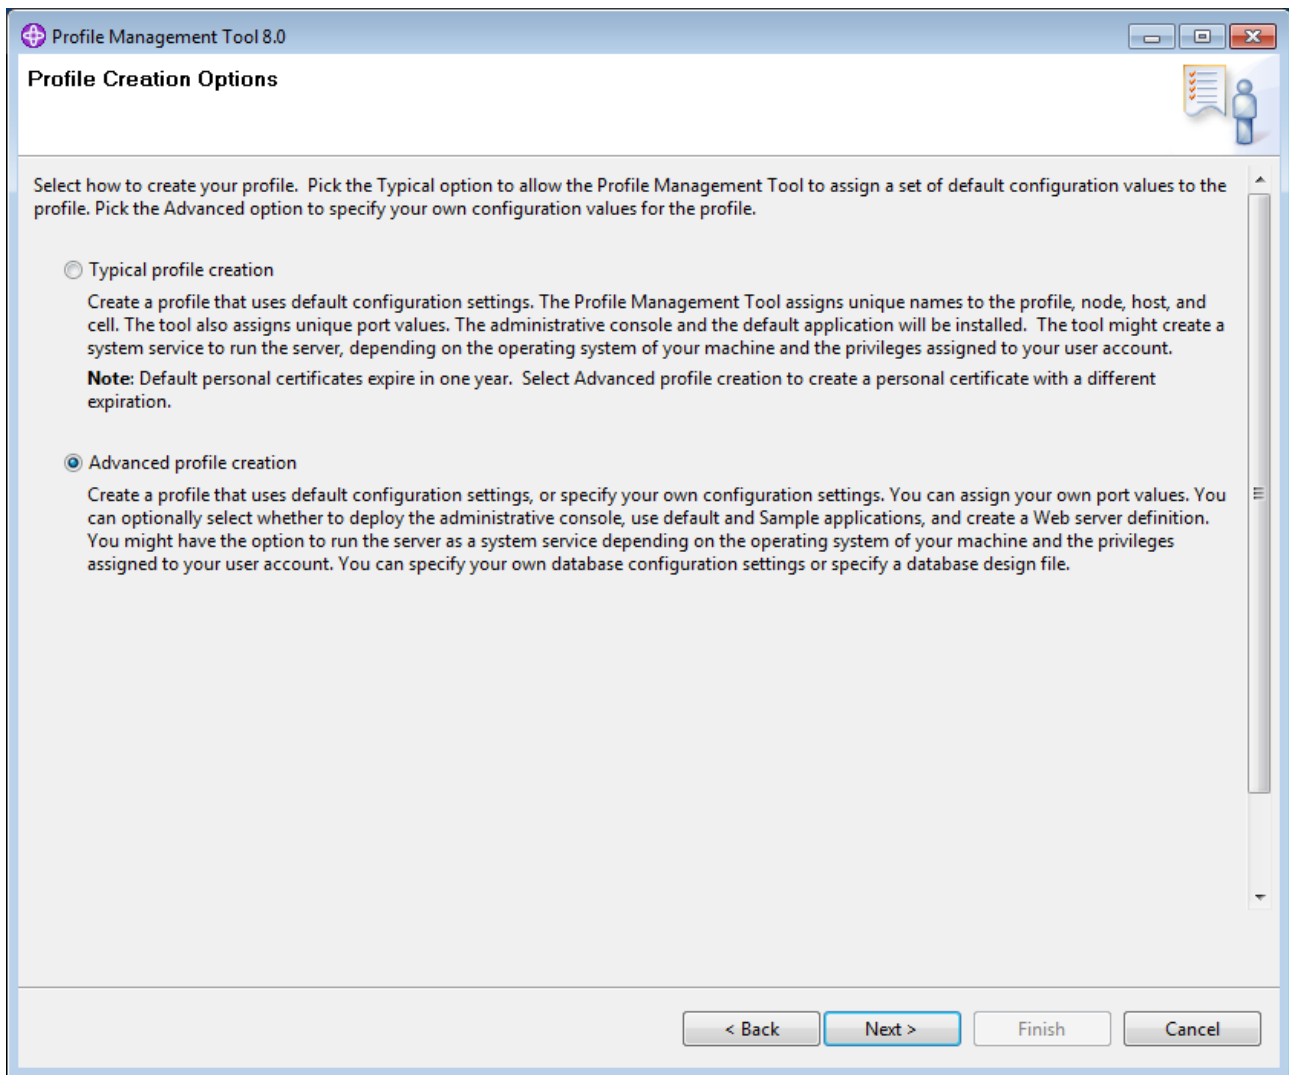 Profile Management Tool 8.0
Profile Creation Options
Select how to create your profile.  Pick the Typical option to allow the Profile Management Tool to assign a set of default configuration values to the
profile. Pick the Advanced option to specify your own configuration values for the profile.
Typical profile creation
Create a profile that uses default configuration settings. The Profile Management Tool assigns unique names to the profile, node, host, and
cell. The tool also assigns unique port values. The administrative console and the default application will be installed.  The tool might create a
system service to run the server, depending on the operating system of your machine and the privileges assigned to your user account.
Note: Default personal certificates expire in one year.  Select Advanced profile creation to create a personal certificate with a different
expiration.
Advanced profile creation
Create a profile that uses default configuration settings, or specify your own configuration settings. You can assign your own port values. You
can optionally select whether to deploy the administrative console, use default and Sample applications, and create a Web server definition.
You might have the option to run the server as a system service depending on the operating system of your machine and the privileges
assigned to your user account. You can specify your own database configuration settings or specify a database design file.
< Back
Next >
Finish
Cancel